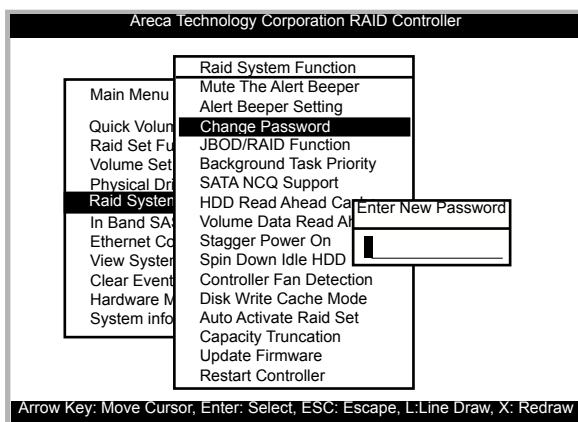 Areca Technology Corporation RAID Controller
Main Menu
Quick Volum
Raid Set Fu
Volume Set
Physical Dri
Raid System
In Band SA
Ethernet Co
View System
Clear Event
Hardware M
System info
Raid System Function
Mute The Alert Beeper
Alert Beeper Setting
Change Password
JBOD/RAID Function
Background Task Priority
SATA NCQ Support
HDD Read Ahead Cac
Volume Data Read Ah
Stagger Power On
Spin Down Idle HDD
Controller Fan Detection
Disk Write Cache Mode
Auto Activate Raid Set
Capacity Truncation
Update Firmware
Restart Controller
Enter New Password
Arrow Key: Move Cursor, Enter: Select, ESC: Escape, L:Line Draw, X: Redraw